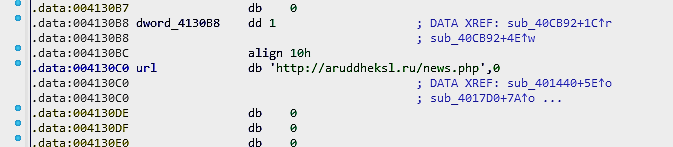 .data:004130B7 db 0
.data:004130B8 dword_4130B8 dd 1 ; DATA XREF: sub_40CB92+1C↑r
.data:004130B8 ; sub_40CB92+4E↑w
.data:004130BC align 10h
.data:004130C0 url db 'http://aruddheksl.ru/news.php',0
.data:004130C0 ; DATA XREF: sub_401440+5E↑o
.data:004130C0 ; sub_4017D0+7A↑o ...
.data:004130DE db 0
.data:004130DF db 0
.data:004130E0 db 0